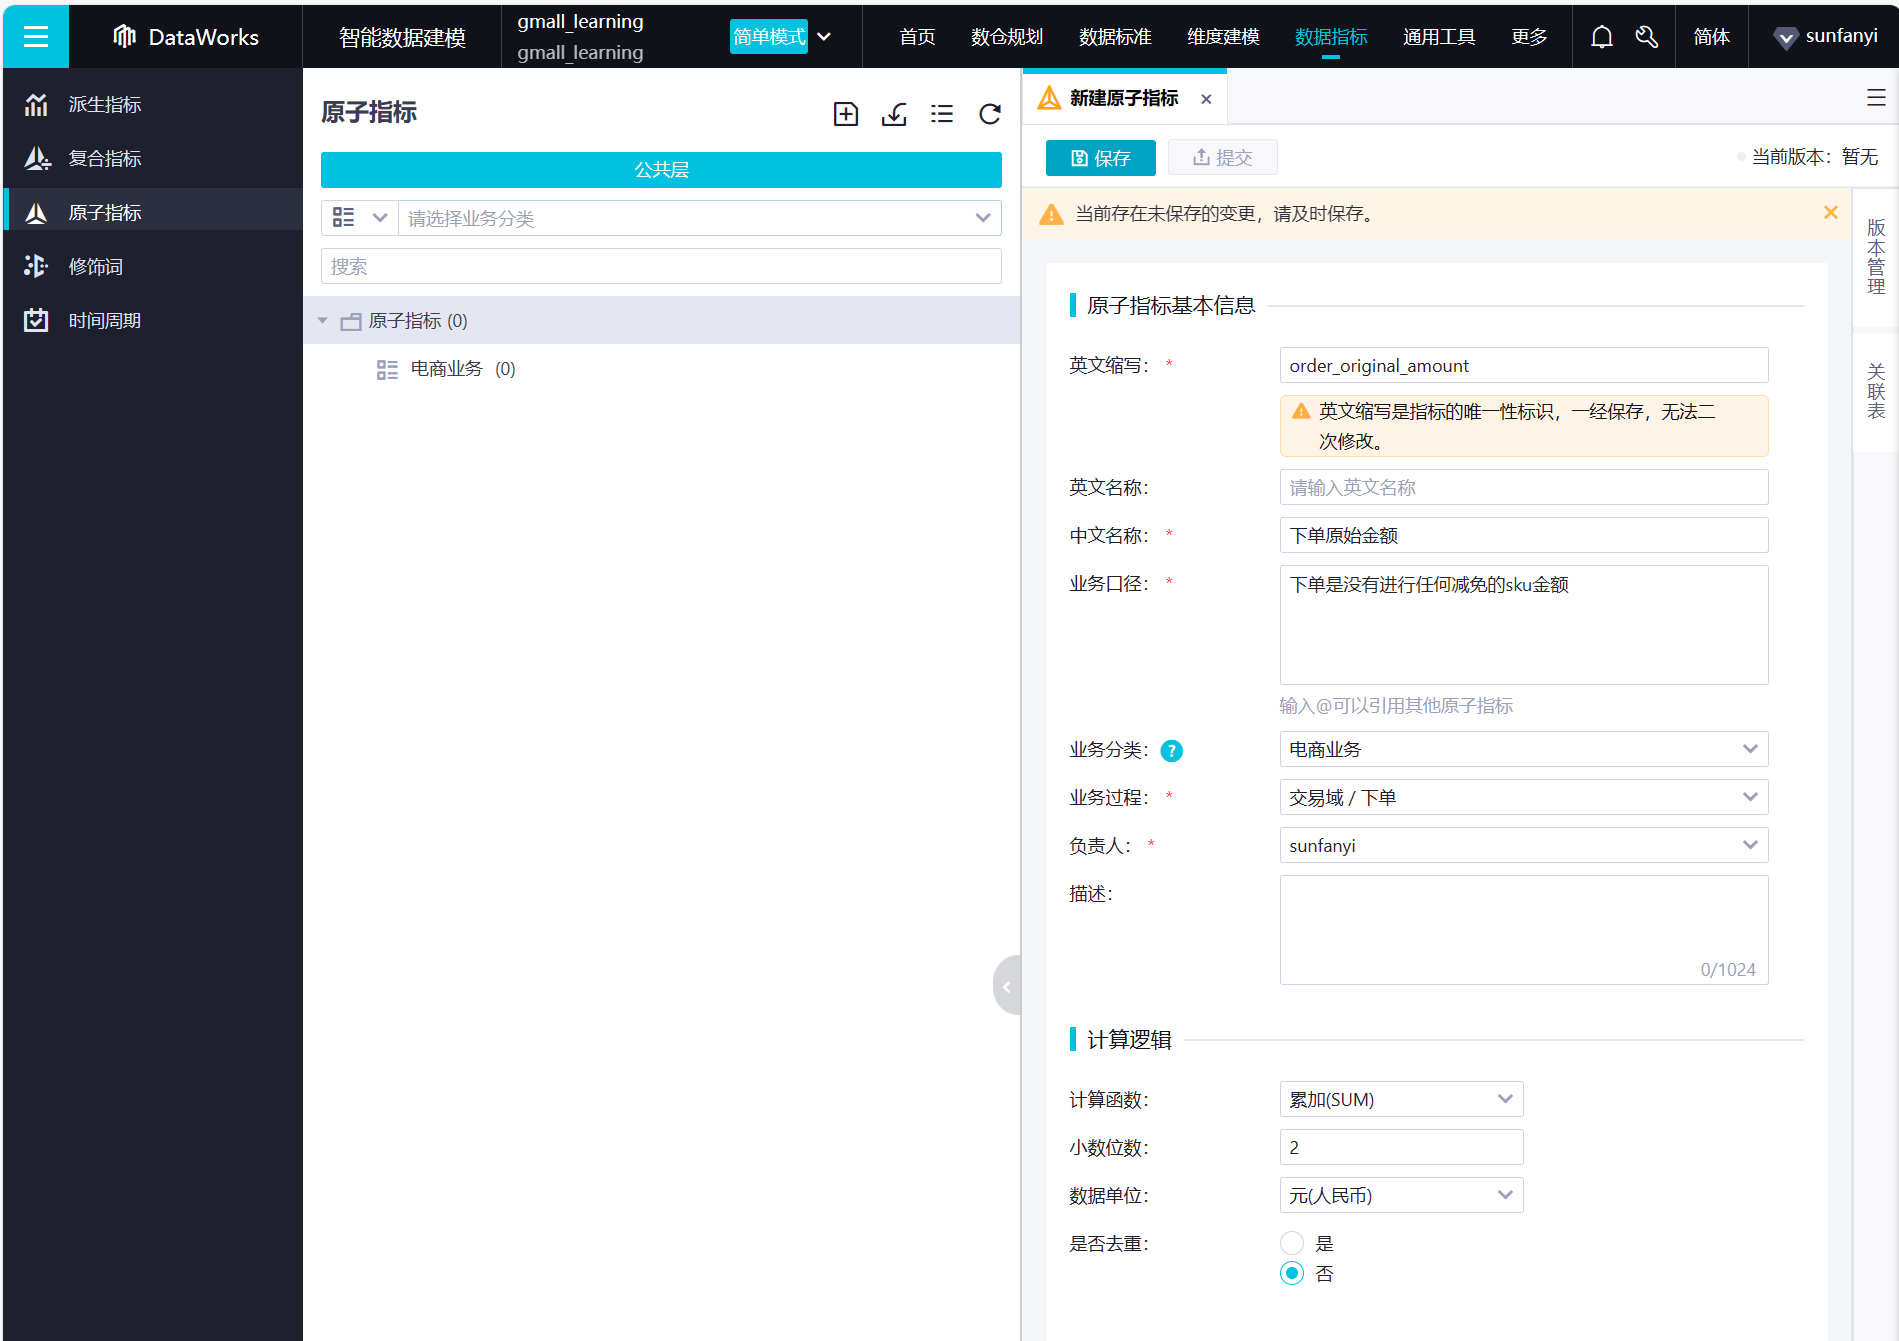 DataWorks
智能数据建模
gmall_learning
gmall_learning
简单模式
首页
数仓规划
数据标准
维度建模
数据指标
通用工具
更多
简体
sunfanyi
派生指标
复合指标
原子指标
修饰词
时间周期
原子指标
公共层
请选择业务分类
搜索
原子指标 (0)
电商业务 (0)
新建原子指标
保存
提交
当前版本：暂无
当前存在未保存的变更，请及时保存。
版本管理
关联表
原子指标基本信息
英文缩写： *
order_original_amount
英文缩写是指标的唯一性标识，一经保存，无法二
次修改。
英文名称：
请输入英文名称
中文名称： *
下单原始金额
业务口径： *
下单是没有进行任何减免的sku金额
输入@可以引用其他原子指标
业务分类： ?
电商业务
业务过程： *
交易域 / 下单
负责人： *
sunfanyi
描述：
0/1024
计算逻辑
计算函数：
累加(SUM)
小数位数：
2
数据单位：
元(人民币)
是否去重：
是
否